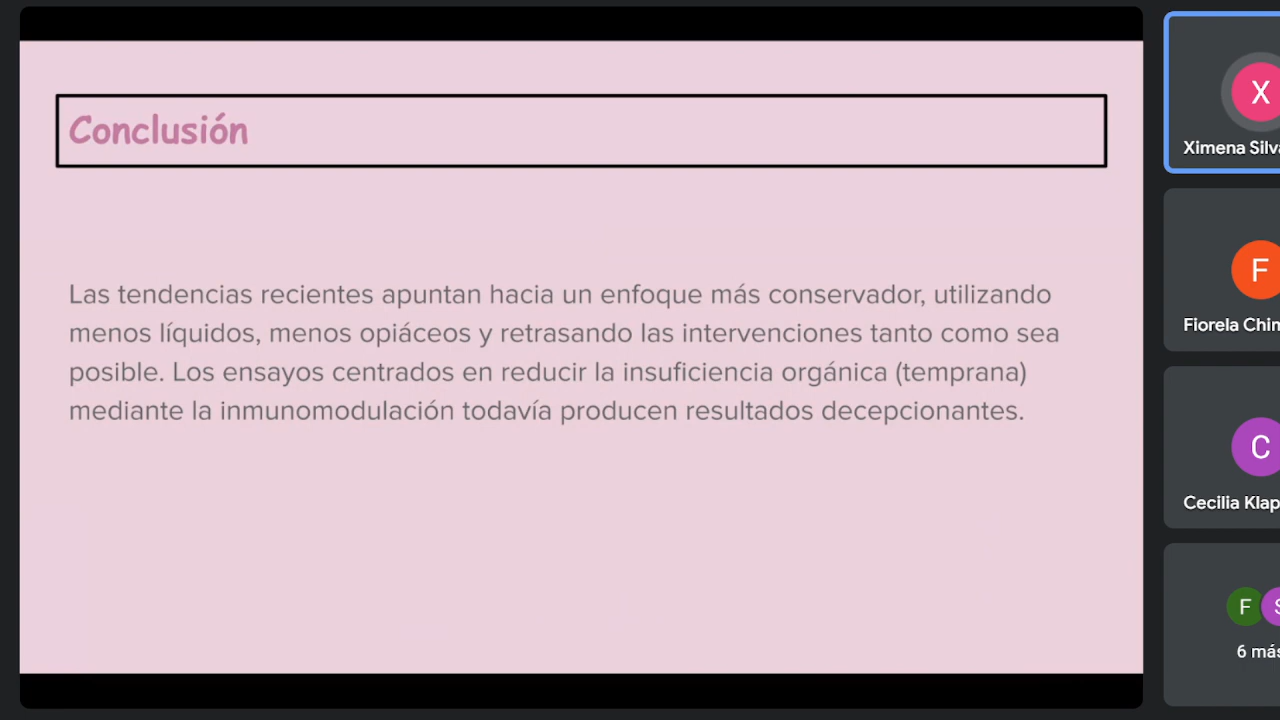 Conclusión
Las tendencias recientes apuntan hacia un enfoque más conservador, utilizando
menos líquidos, menos opiáceos y retrasando las intervenciones tanto como sea
posible. Los ensayos centrados en reducir la insuficiencia orgánica (temprana)
mediante la inmunomodulación todavía producen resultados decepcionantes.
X
Ximena Silva
F
Fiorela Chin
C
Cecilia Klap
F S
6 más